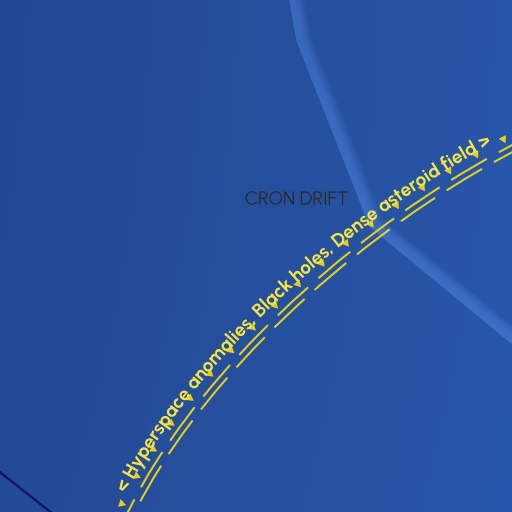 CRON DRIFT
< Hyperspace anomalies, Black holes, Dense asteroid field >